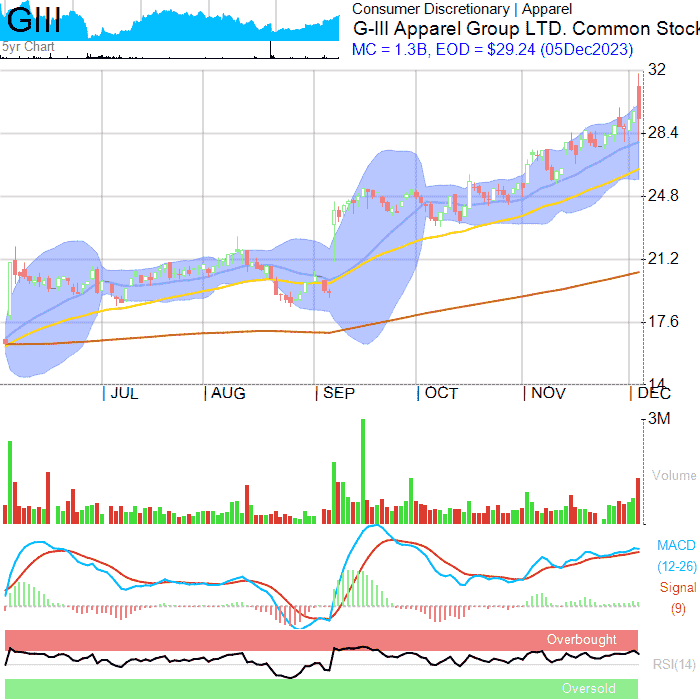 GIII
5yr Chart
Consumer Discretionary | Apparel
G-III Apparel Group LTD. Common Stock
MC = 1.3B, EOD = $29.24 (05Dec2023)
32
28.4
24.8
21.2
17.6
14
JUL AUG SEP OCT NOV DEC
3M
Volume
MACD
(12-26)
Signal
(9)
Overbought
RSI(14)
Oversold